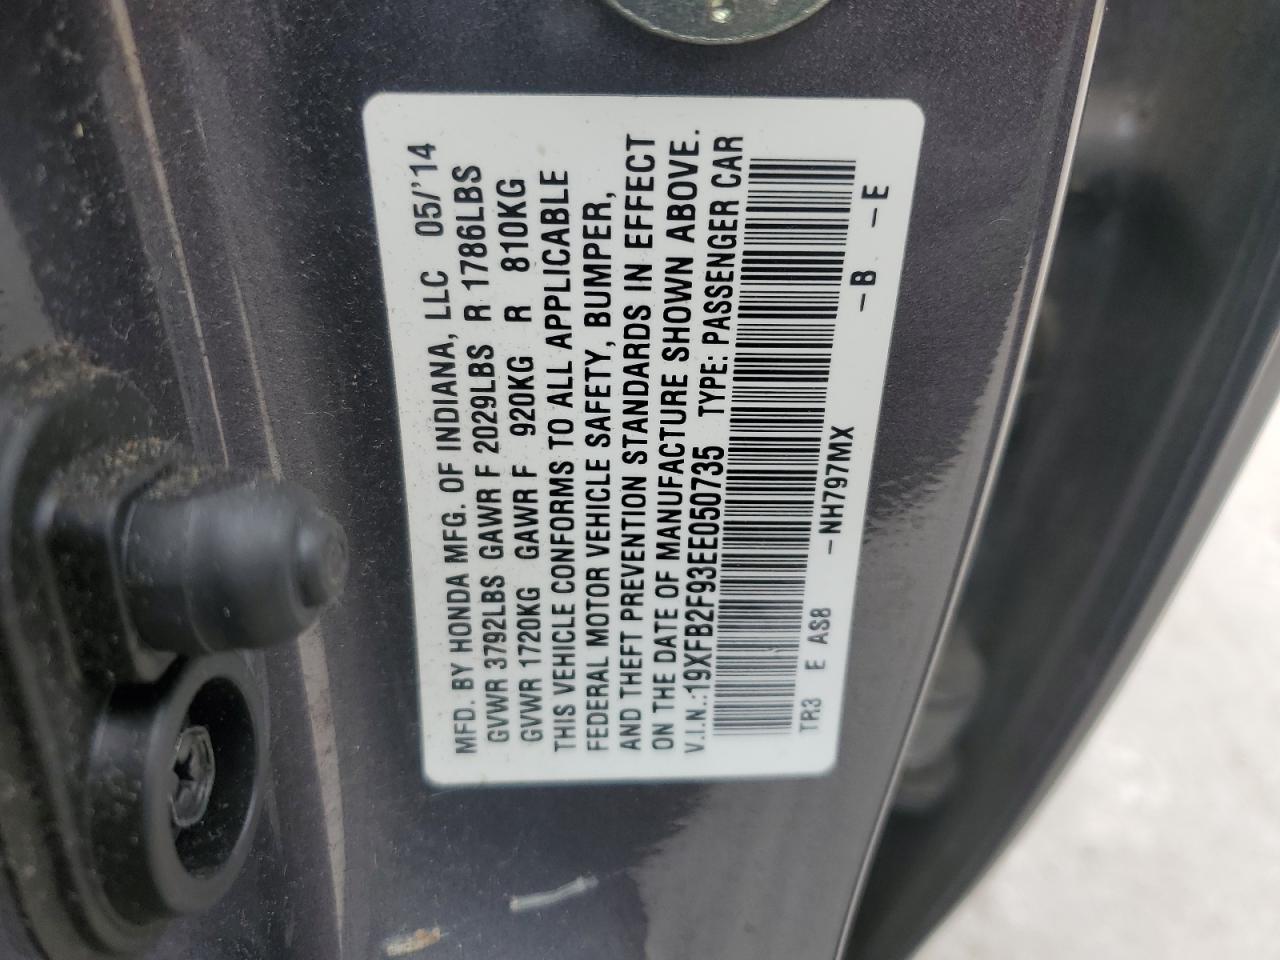 MFD. BY HONDA MFG. OF INDIANA, LLC 05/'14
GVWR 3792LBS GAWR F 2029LBS R 1786LBS
GVWR 1720KG GAWR F 920KG R 810KG
THIS VEHICLE CONFORMS TO ALL APPLICABLE
FEDERAL MOTOR VEHICLE SAFETY, BUMPER,
AND THEFT PREVENTION STANDARDS IN EFFECT
ON THE DATE OF MANUFACTURE SHOWN ABOVE.
V.I.N.:19XFB2F93EE050735 TYPE: PASSENGER CAR
TR3 E AS8 -NH797MX -B -E